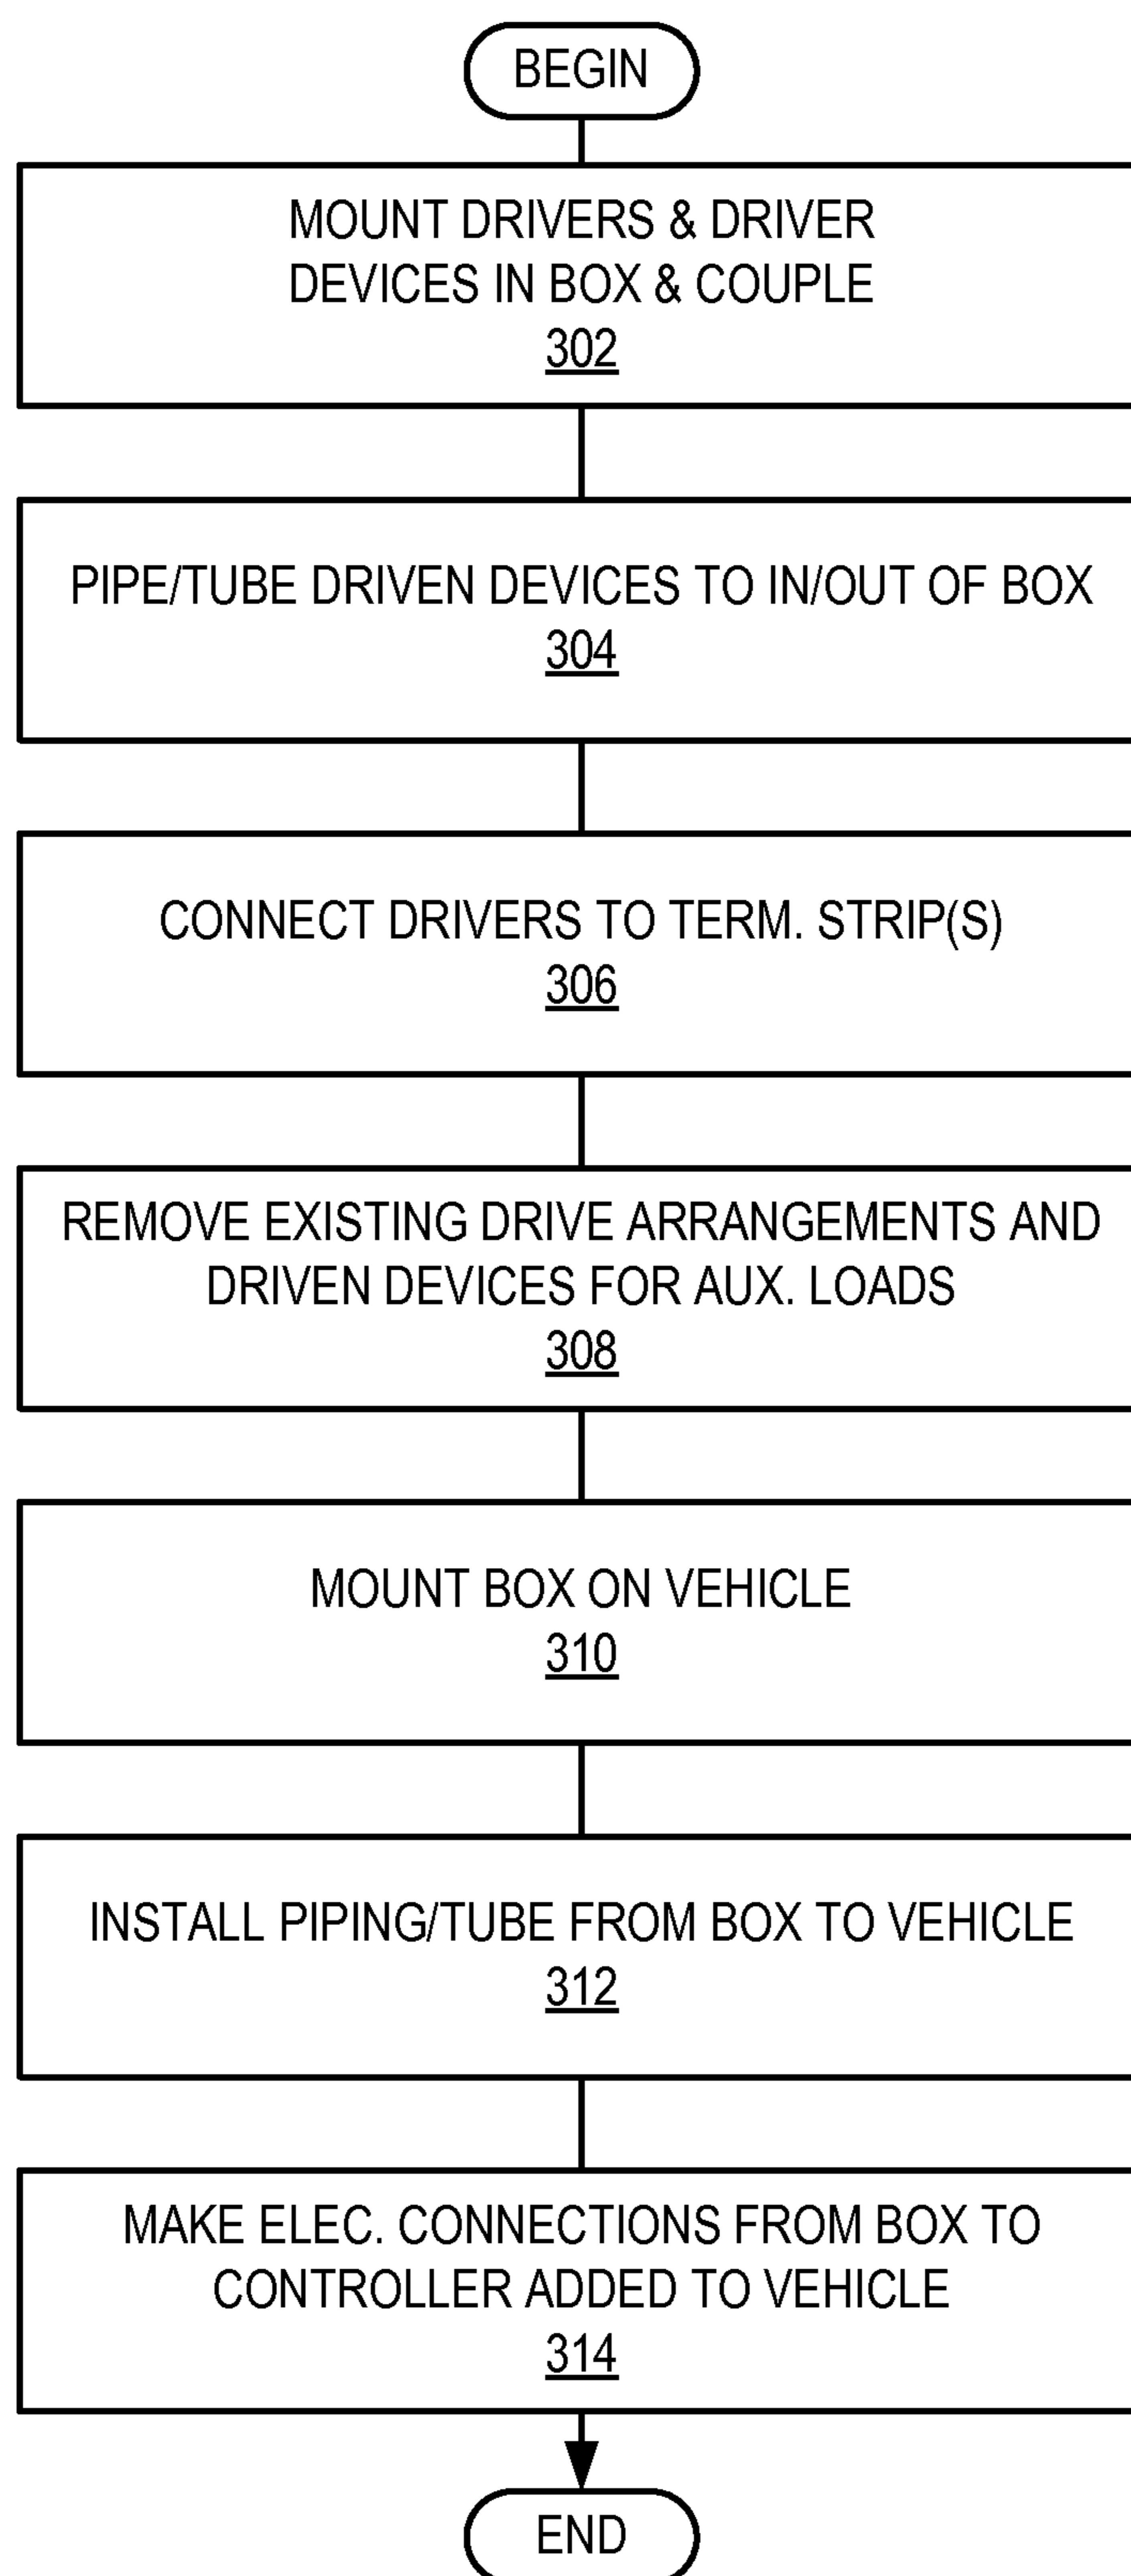 BEGIN
MOUNT DRIVERS & DRIVER
DEVICES IN BOX & COUPLE
302
PIPE/TUBE DRIVEN DEVICES TO IN/OUT OF BOX
304
CONNECT DRIVERS TO TERM. STRIP(S)
306
REMOVE EXISTING DRIVE ARRANGEMENTS AND
DRIVEN DEVICES FOR AUX. LOADS
308
MOUNT BOX ON VEHICLE
310
INSTALL PIPING/TUBE FROM BOX TO VEHICLE
312
MAKE ELEC. CONNECTIONS FROM BOX TO
CONTROLLER ADDED TO VEHICLE
314
END